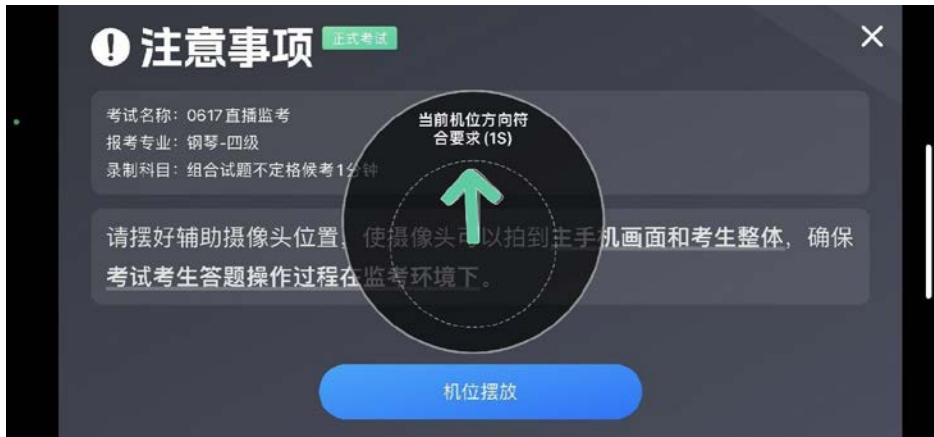 注意事项
正式考试
考试名称：0617直播监考
报考专业：钢琴-四级
录制科目：组合试题不定格候考1分钟
当前机位方向符
合要求(1S)
请摆好辅助摄像头位置，使摄像头可以拍到主手机画面和考生整体，确保
考试考生答题操作过程在监考环境下。
机位摆放